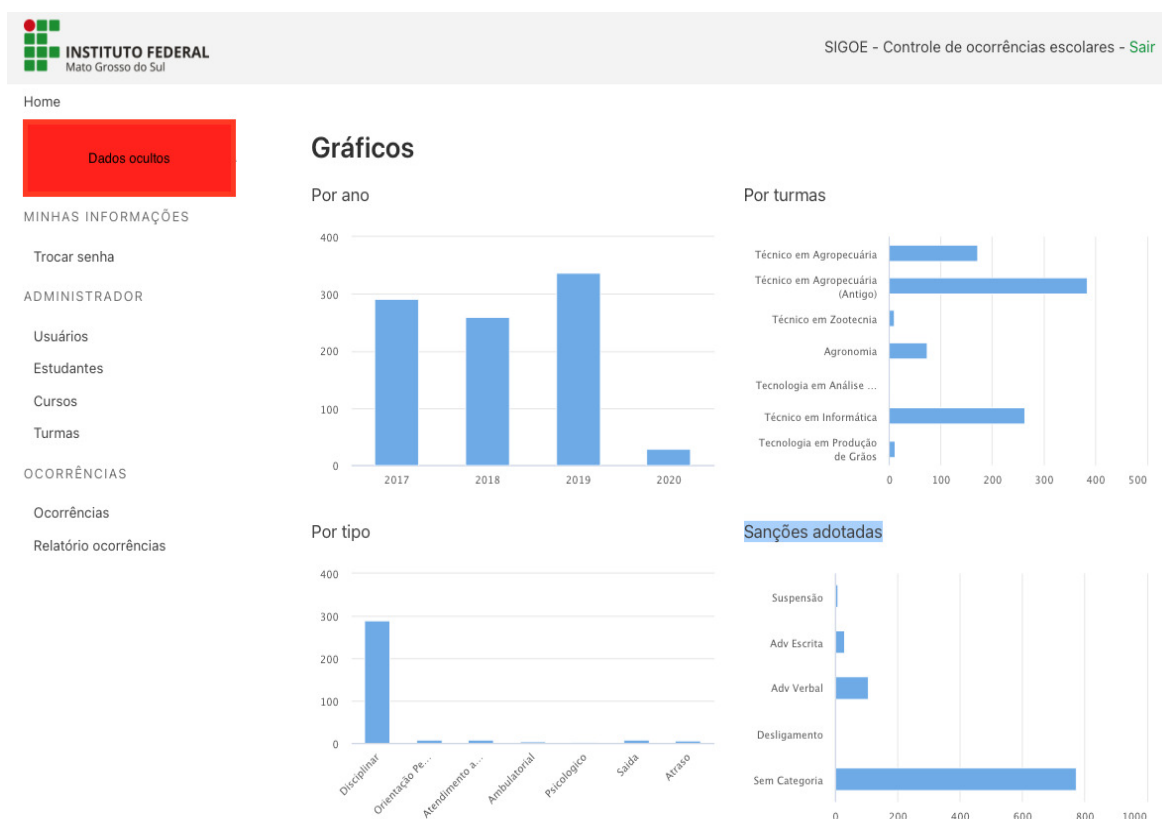 INSTITUTO FEDERAL
Mato Grosso do Sul
SIGOE - Controle de ocorrências escolares - Sair
Home
Dados ocultos
MINHAS INFORMAÇÕES
Trocar senha
ADMINISTRADOR
Usuários
Estudantes
Cursos
Turmas
OCORRÊNCIAS
Ocorrências
Relatório ocorrências
Gráficos
Por ano
400
300
200
100
0
2017 2018 2019 2020
Por turmas
Técnico em Agropecuária
Técnico em Agropecuária
(Antigo)
Técnico em Zootecnia
Agronomia
Tecnologia em Análise ...
Técnico em Informática
Tecnologia em Produção
de Grãos
0 100 200 300 400 500
Por tipo
400
300
200
100
0
Disciplinar
Orientação Pe...
Atendimento a...
Ambulatorial
Psicologico
Saida
Atraso
Sanções adotadas
Suspensão
Adv Escrita
Adv Verbal
Desligamento
Sem Categoria
0 200 400 600 800 1000